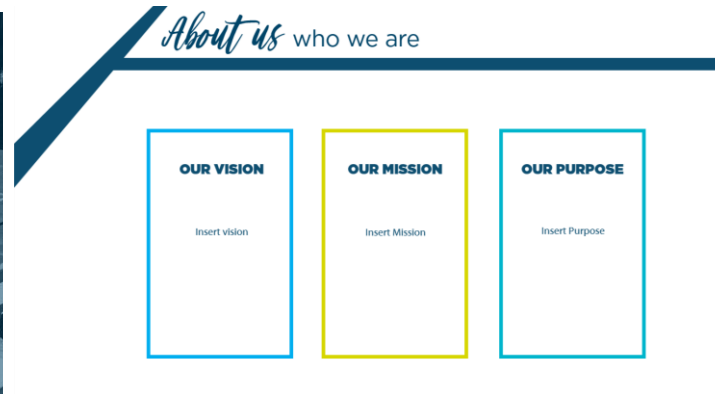 About us who we are
OUR VISION
Insert vision
OUR MISSION
Insert Mission
OUR PURPOSE
Insert Purpose